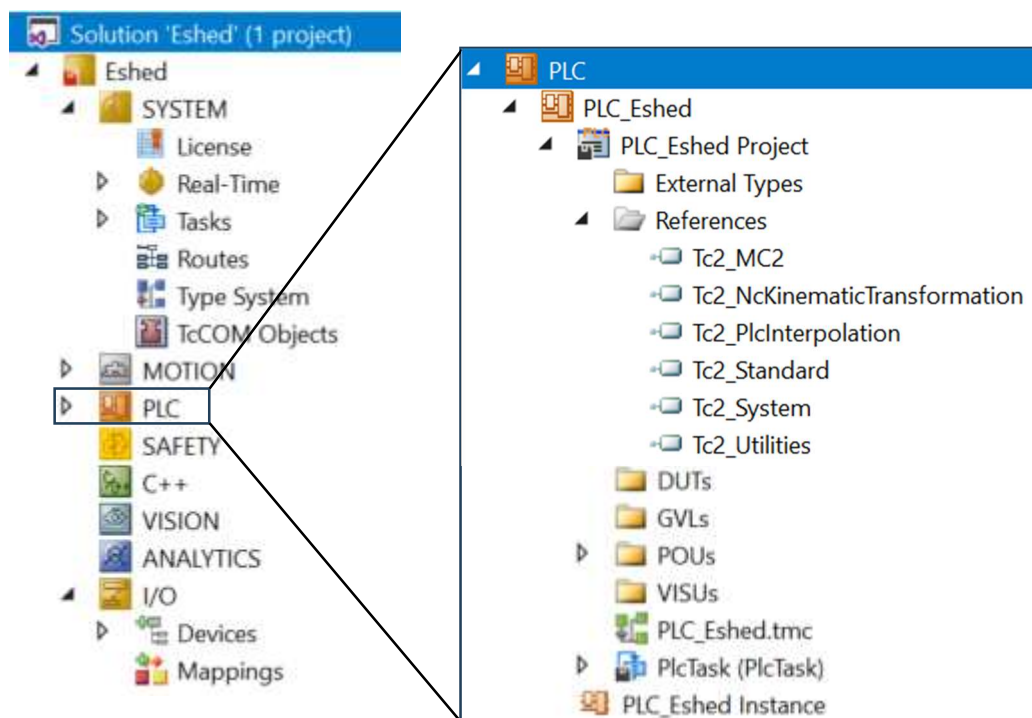 Solution 'Eshed' (1 project)
Eshed
SYSTEM
License
Real-Time
Tasks
Routes
Type System
TcCOM Objects
MOTION
PLC
SAFETY
C++
VISION
ANALYTICS
I/O
Devices
Mappings
PLC
PLC_Eshed
PLC_Eshed Project
External Types
References
Tc2_MC2
Tc2_NcKinematicTransformation
Tc2_PlcInterpolation
Tc2_Standard
Tc2_System
Tc2_Utilities
DUTs
GVLs
POUs
VISUs
PLC_Eshed.tmc
PlcTask (PlcTask)
PLC_Eshed Instance